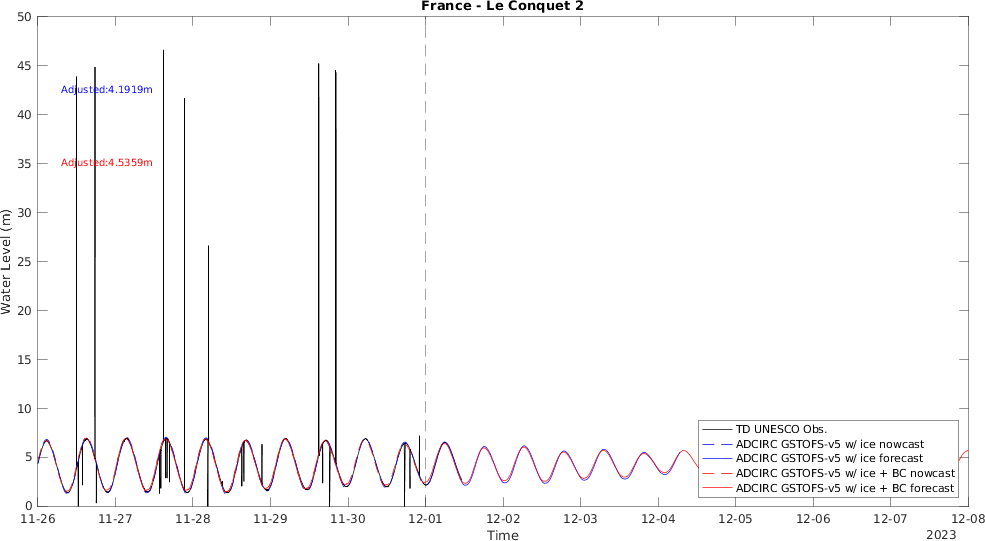 France - Le Conquet 2
50
45
40
35
30
25
20
15
10
5
0
Water Level (m)
Adjusted:4.1919m
Adjusted:4.5359m
TD UNESCO Obs.
ADCIRC GSTOFS-v5 w/ ice nowcast
ADCIRC GSTOFS-v5 w/ ice forecast
ADCIRC GSTOFS-v5 w/ ice + BC nowcast
ADCIRC GSTOFS-v5 w/ ice + BC forecast
11-26 11-27 11-28 11-29 11-30 12-01 12-02 12-03 12-04 12-05 12-06 12-07 12-08
Time
2023